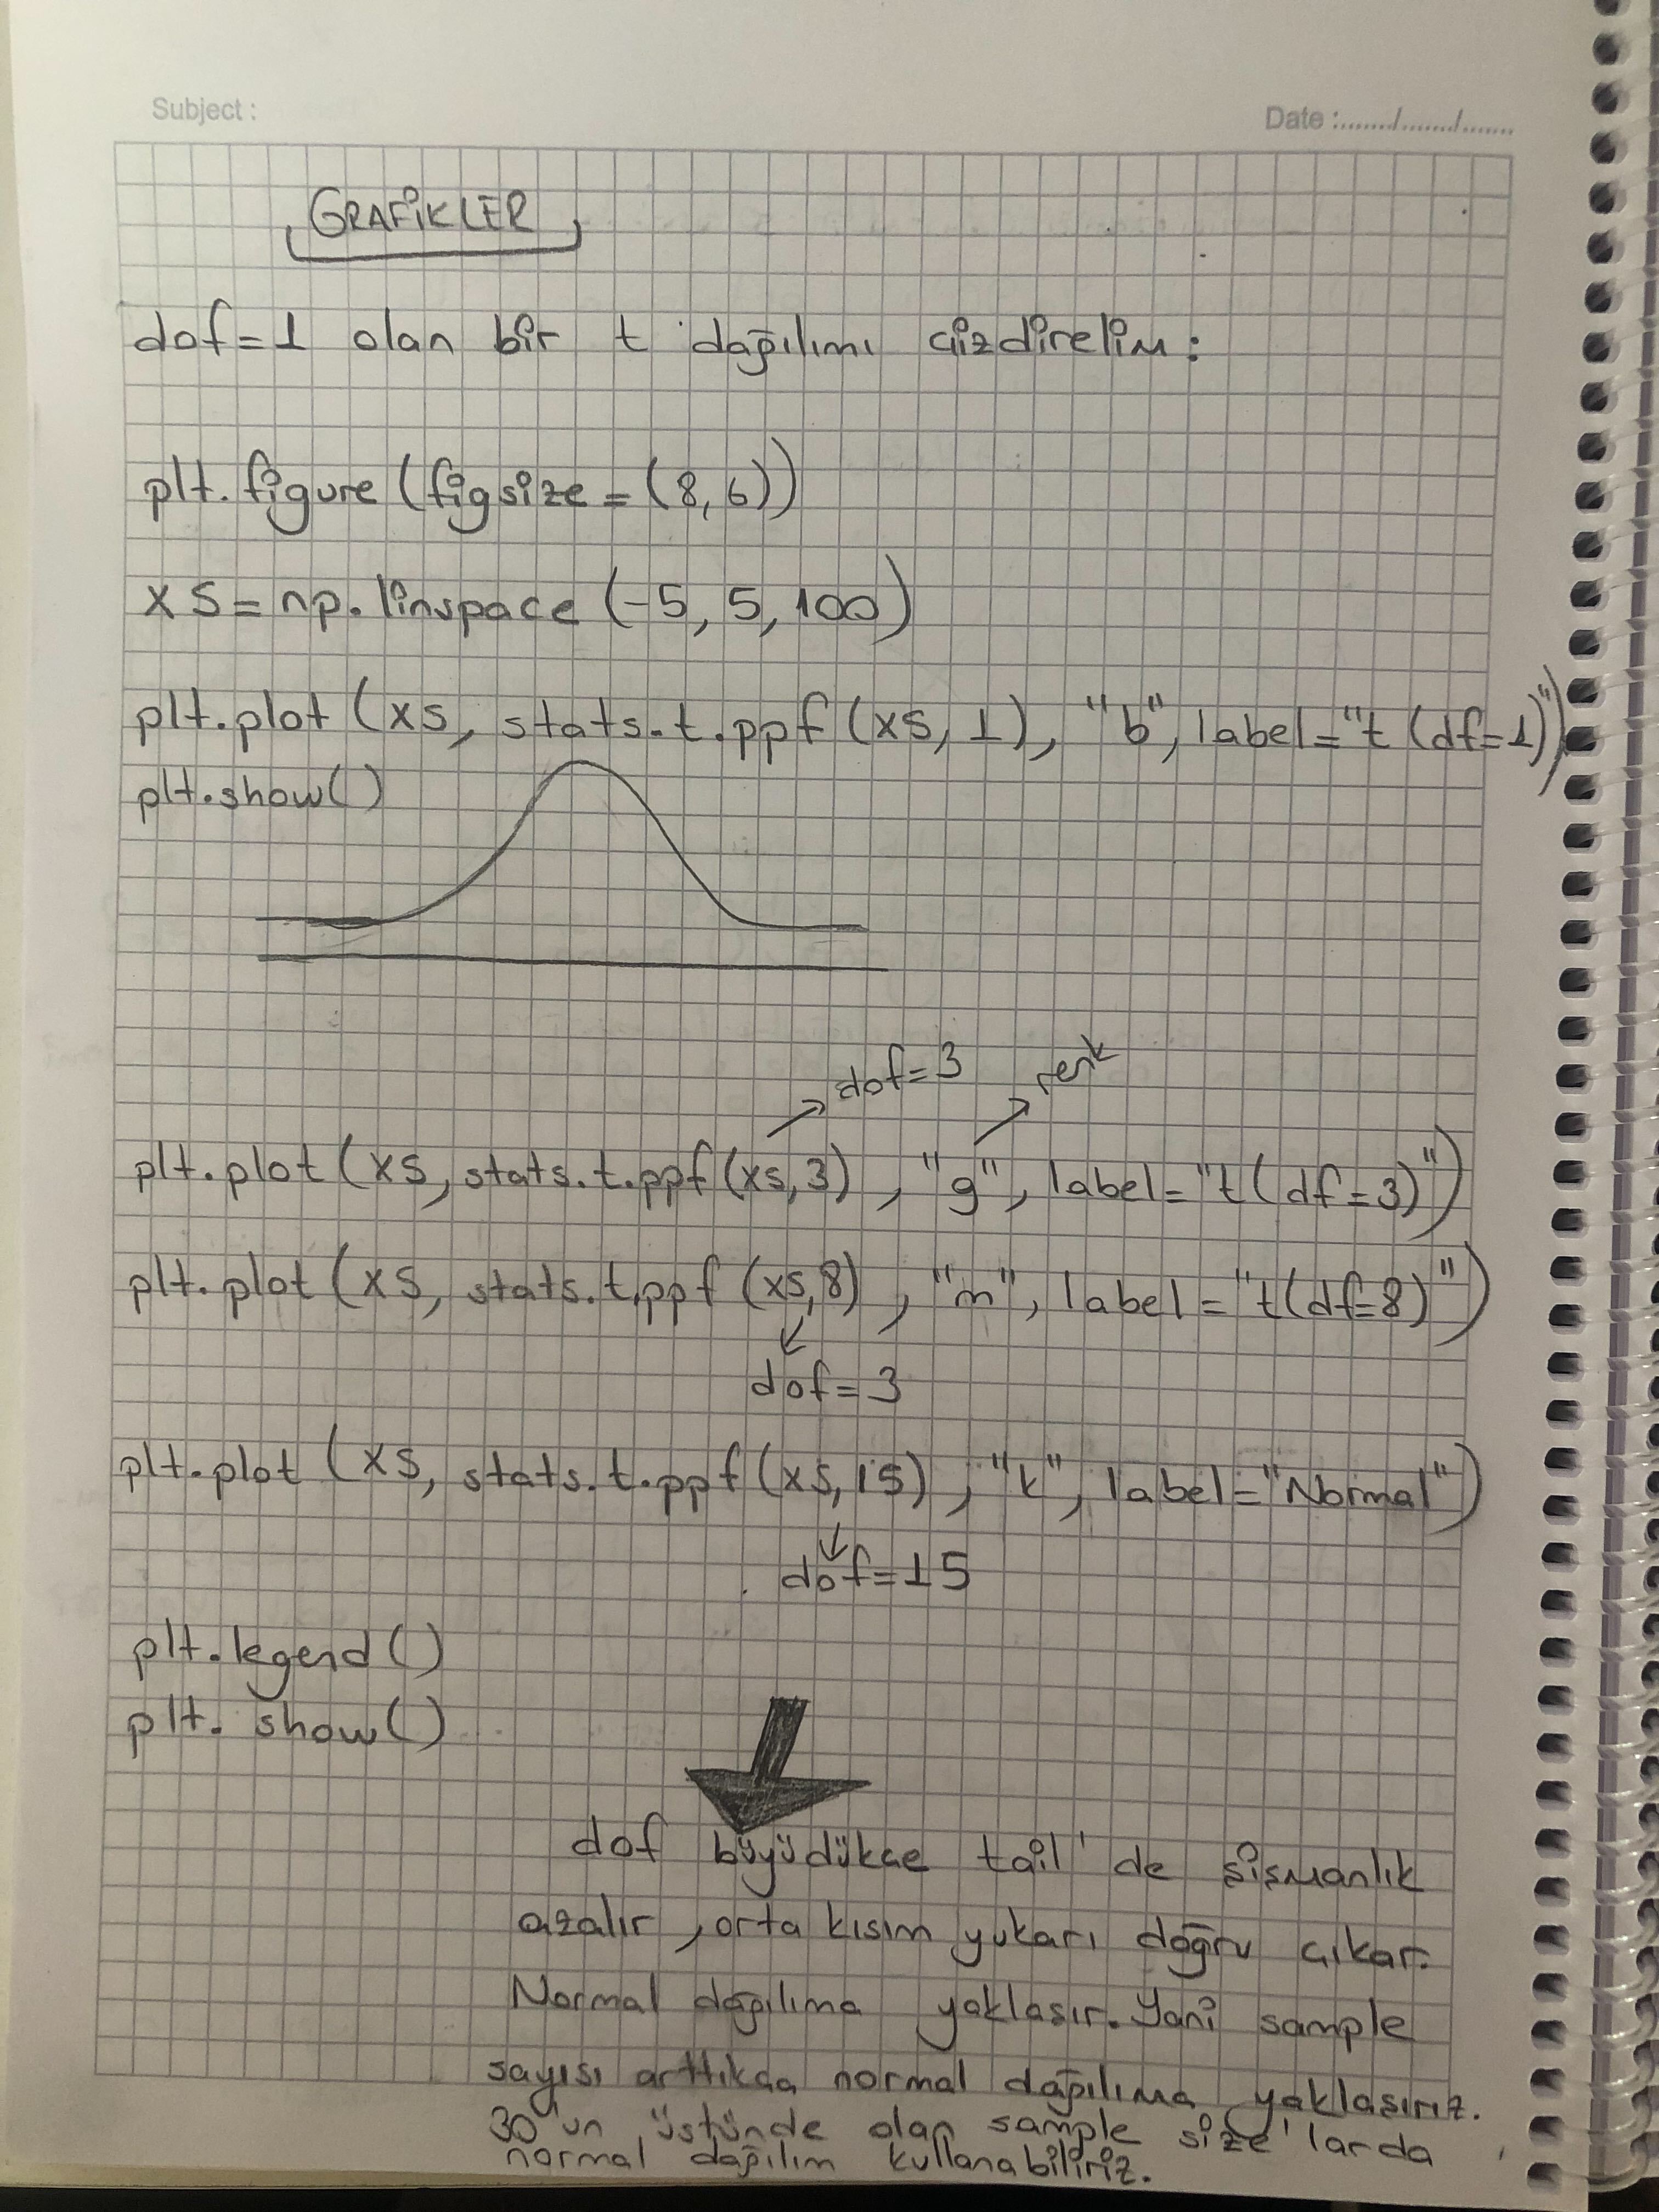 Subject :
Date :......./......./.......
GRAFİKLER
dof=1 olan bir t dağılımı çizdirelim:
plt.figure (figsize = (8,6))
xs = np.linspace (-5, 5, 100)
plt.plot (xs, stats.t.ppf (xs, 1), "b", label="t (df=1)")
plt.show()
dof=3
renk
plt.plot (xs, stats.t.ppf (xs, 3) , "g", label="t (df=3)")
plt.plot (xs, stats.t.ppf (xs,8) , "m", label = "t(df=8)")
dof=3
plt.plot (xs, stats.t.ppf (xs, 15) , "k", label="Normal")
dof=15
plt.legend ()
plt. show()
dof büyüdükçe tail'de şişmanlık
azalır, orta kısım yukarı doğru çıkar.
Normal dağılıma yaklaşır. Yani sample
sayısı arttıkça normal dağılıma yaklaşırız.
30'un üstünde olan sample size'larda
normal dağılım kullanabiliriz.